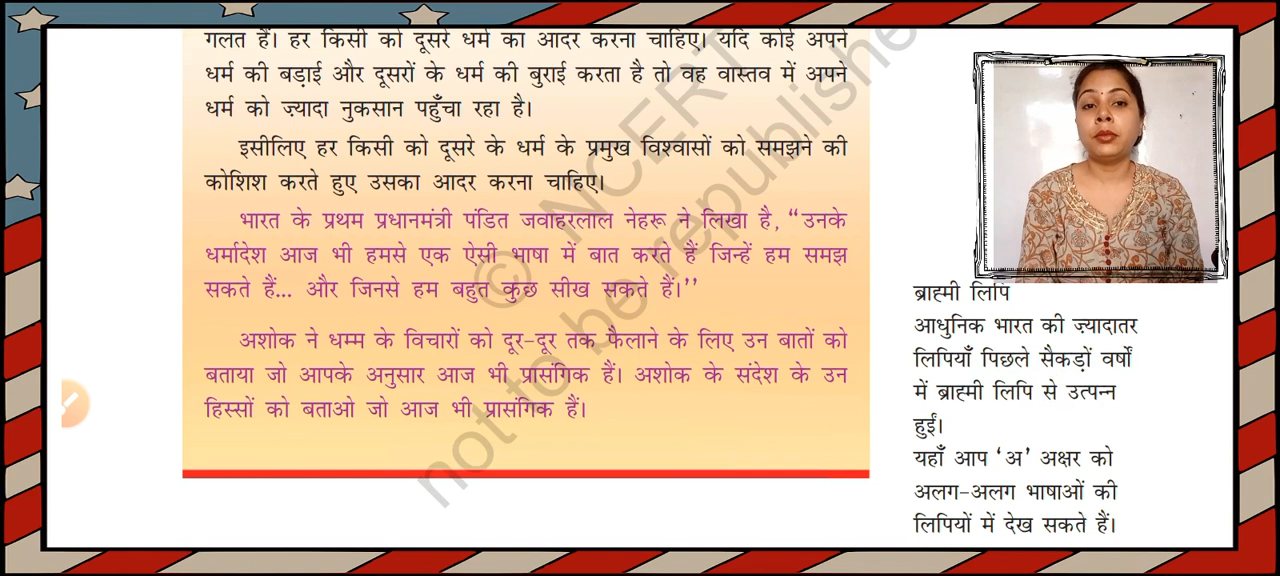 गलत हैं। हर किसी को दूसरे धर्म का आदर करना चाहिए। यदि कोई अपने
धर्म की बड़ाई और दूसरों के धर्म की बुराई करता है तो वह वास्तव में अपने
धर्म को ज़्यादा नुकसान पहुँचा रहा है।
इसीलिए हर किसी को दूसरे के धर्म के प्रमुख विश्वासों को समझने की
कोशिश करते हुए उसका आदर करना चाहिए।
भारत के प्रथम प्रधानमंत्री पंडित जवाहरलाल नेहरू ने लिखा है, “उनके
धर्मादेश आज भी हमसे एक ऐसी भाषा में बात करते हैं जिन्हें हम समझ
सकते हैं... और जिनसे हम बहुत कुछ सीख सकते हैं।’’
अशोक ने धम्म के विचारों को दूर-दूर तक फैलाने के लिए उन बातों को
बताया जो आपके अनुसार आज भी प्रासंगिक हैं। अशोक के संदेश के उन
हिस्सों को बताओ जो आज भी प्रासंगिक हैं।
ब्राह्मी लिपि
आधुनिक भारत की ज़्यादातर
लिपियाँ पिछले सैकड़ों वर्षों
में ब्राह्मी लिपि से उत्पन्न
हुईं।
यहाँ आप ‘अ’ अक्षर को
अलग-अलग भाषाओं की
लिपियों में देख सकते हैं।
© NCERT
not to be republishe